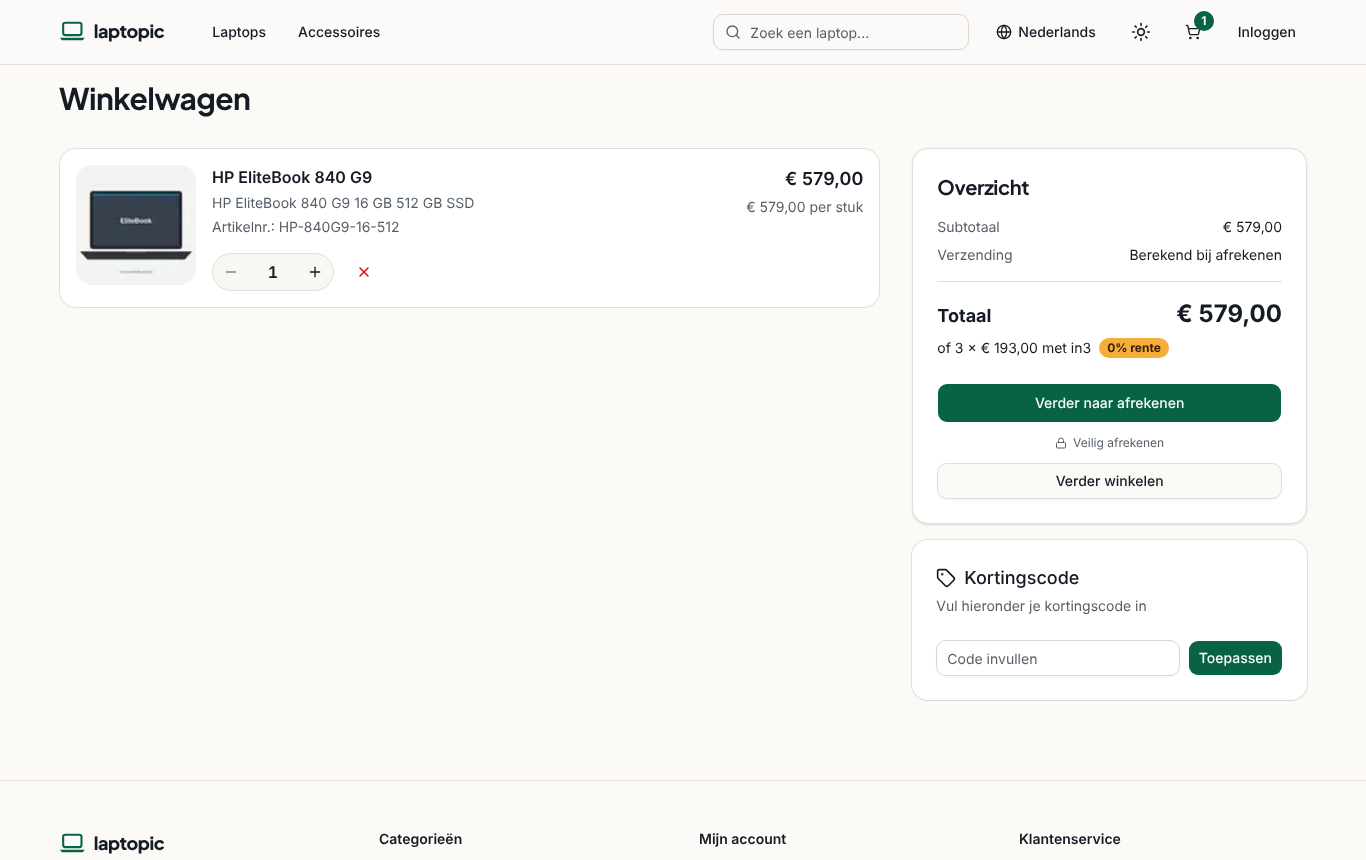 laptopic
Laptops
Accessoires
Zoek een laptop...
Nederlands
1
Inloggen
Winkelwagen
EliteBook
HP EliteBook 840 G9
HP EliteBook 840 G9 16 GB 512 GB SSD
Artikelnr.: HP-840G9-16-512
€ 579,00
€ 579,00 per stuk
− 1 +
Overzicht
Subtotaal € 579,00
Verzending Berekend bij afrekenen
Totaal € 579,00
of 3 × € 193,00 met in3 0% rente
Verder naar afrekenen
Veilig afrekenen
Verder winkelen
Kortingscode
Vul hieronder je kortingscode in
Code invullen
Toepassen
laptopic
Categorieën
Mijn account
Klantenservice